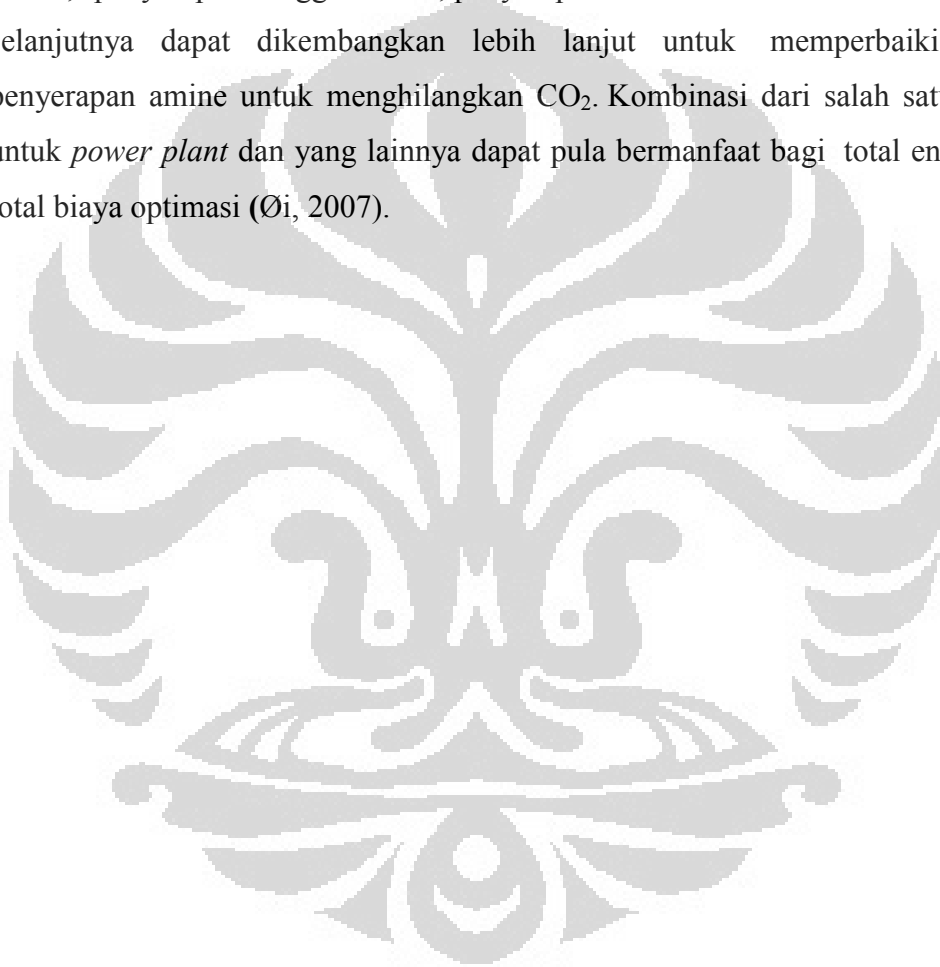 elanjutnya dapat dikembangkan lebih lanjut untuk memperbaiki
penyerapan amine untuk menghilangkan CO₂. Kombinasi dari salah sat
untuk power plant dan yang lainnya dapat pula bermanfaat bagi total en
total biaya optimasi (Øi, 2007).